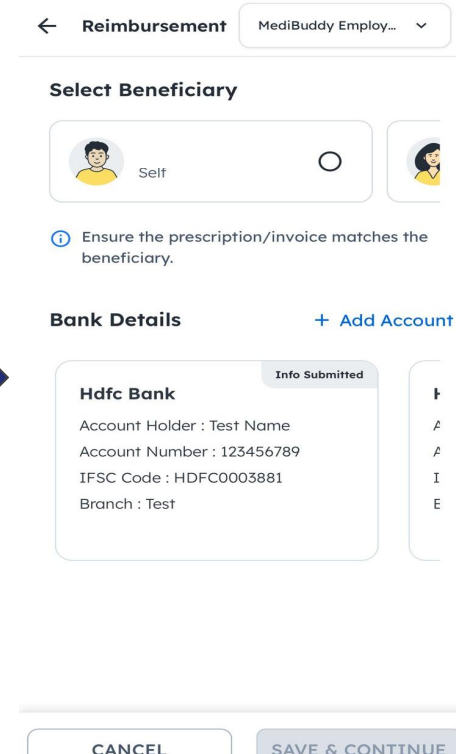 Reimbursement
MediBuddy Employ...
Select Beneficiary
Self
Ensure the prescription/invoice matches the
beneficiary.
Bank Details
+ Add Account
Info Submitted
Hdfc Bank
Account Holder : Test Name
Account Number : 123456789
IFSC Code : HDFC0003881
Branch : Test
CANCEL
SAVE & CONTINUE